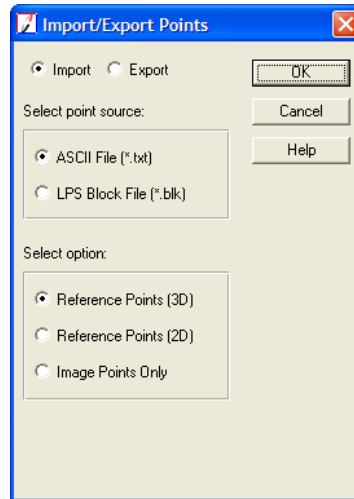 Import/Export Points
Import Export
OK
Select point source:
Cancel
Help
ASCII File (*.txt)
LPS Block File (*.blk)
Select option:
Reference Points (3D)
Reference Points (2D)
Image Points Only